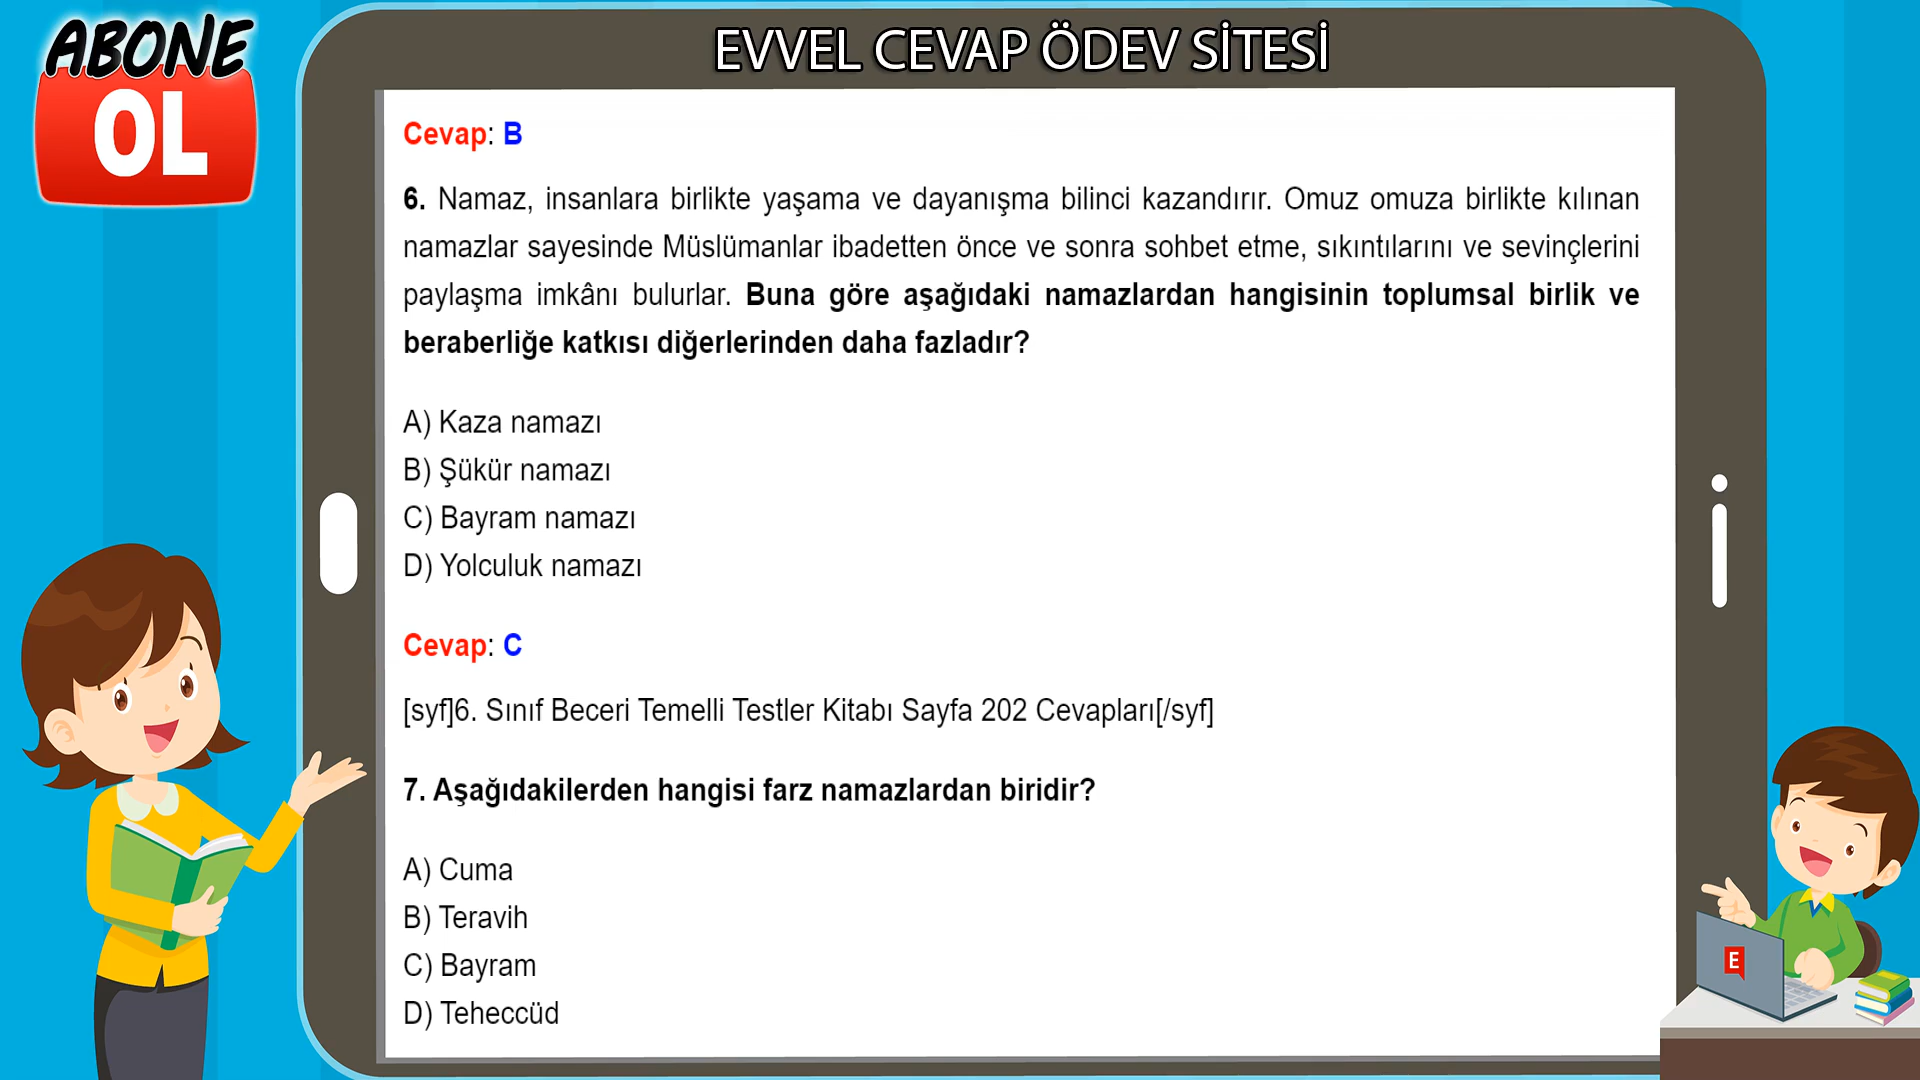 ABONE
OL
EVVEL CEVAP ÖDEV SİTESİ
Cevap: B
6. Namaz, insanlara birlikte yaşama ve dayanışma bilinci kazandırır. Omuz omuza birlikte kılınan
namazlar sayesinde Müslümanlar ibadetten önce ve sonra sohbet etme, sıkıntılarını ve sevinçlerini
paylaşma imkânı bulurlar. Buna göre aşağıdaki namazlardan hangisinin toplumsal birlik ve
beraberliğe katkısı diğerlerinden daha fazladır?
A) Kaza namazı
B) Şükür namazı
C) Bayram namazı
D) Yolculuk namazı
Cevap: C
[syf]6. Sınıf Beceri Temelli Testler Kitabı Sayfa 202 Cevapları[/syf]
7. Aşağıdakilerden hangisi farz namazlardan biridir?
A) Cuma
B) Teravih
C) Bayram
D) Teheccüd
E